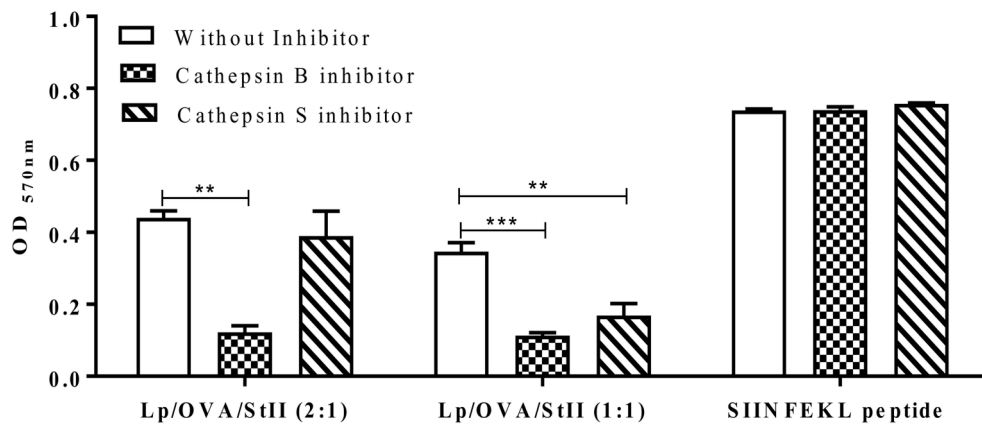 1.0
0.8
0.6
0.4
0.2
0.0
OD 570nm
Without Inhibitor
Cathepsin B inhibitor
Cathepsin S inhibitor
**
**
***
Lp/OVA/StII (2:1)
Lp/OVA/StII (1:1)
SIINFEKL peptide